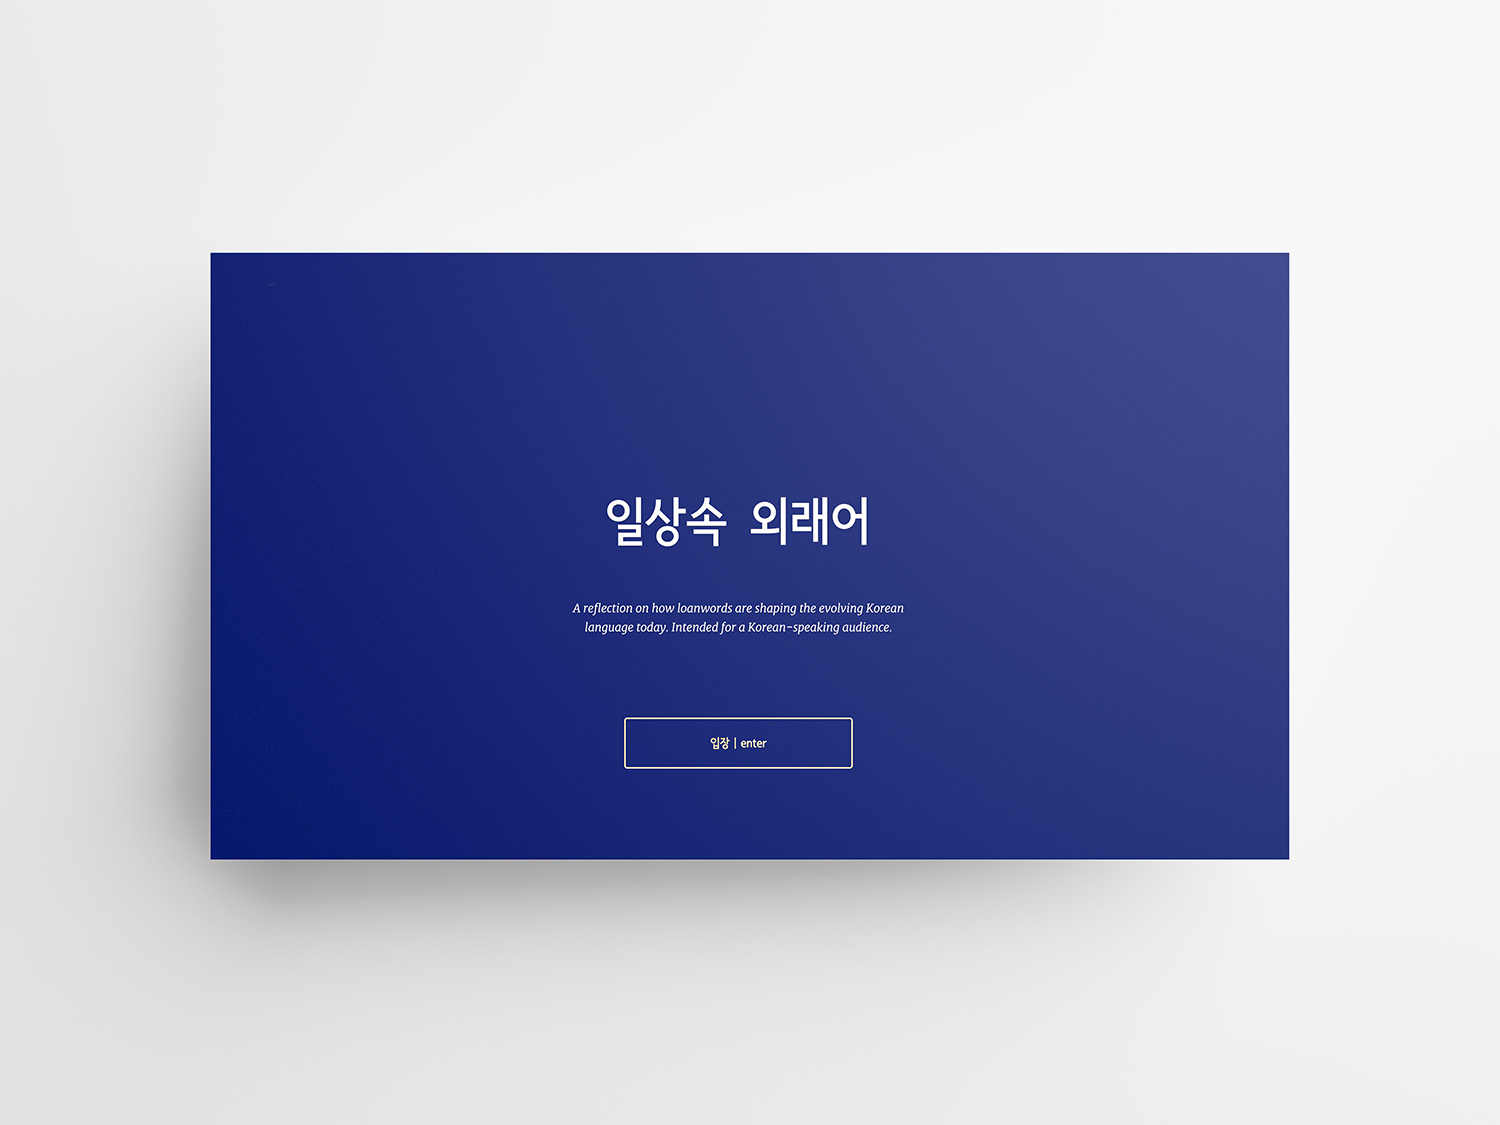 일상속 외래어
A reflection on how loanwords are shaping the evolving Korean
language today. Intended for a Korean-speaking audience.
입장 | enter